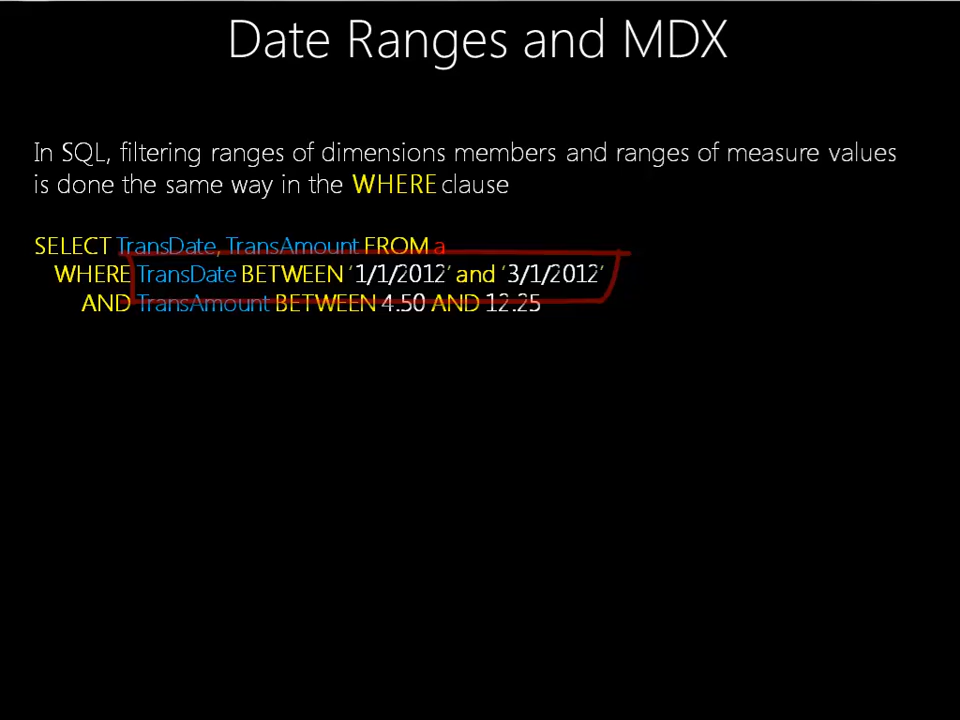 Date Ranges and MDX
In SQL, filtering ranges of dimensions members and ranges of measure values
is done the same way in the WHERE clause
SELECT TransDate, TransAmount FROM a
WHERE TransDate BETWEEN ‘1/1/2012’ and ‘3/1/2012’
AND TransAmount BETWEEN 4.50 AND 12.25